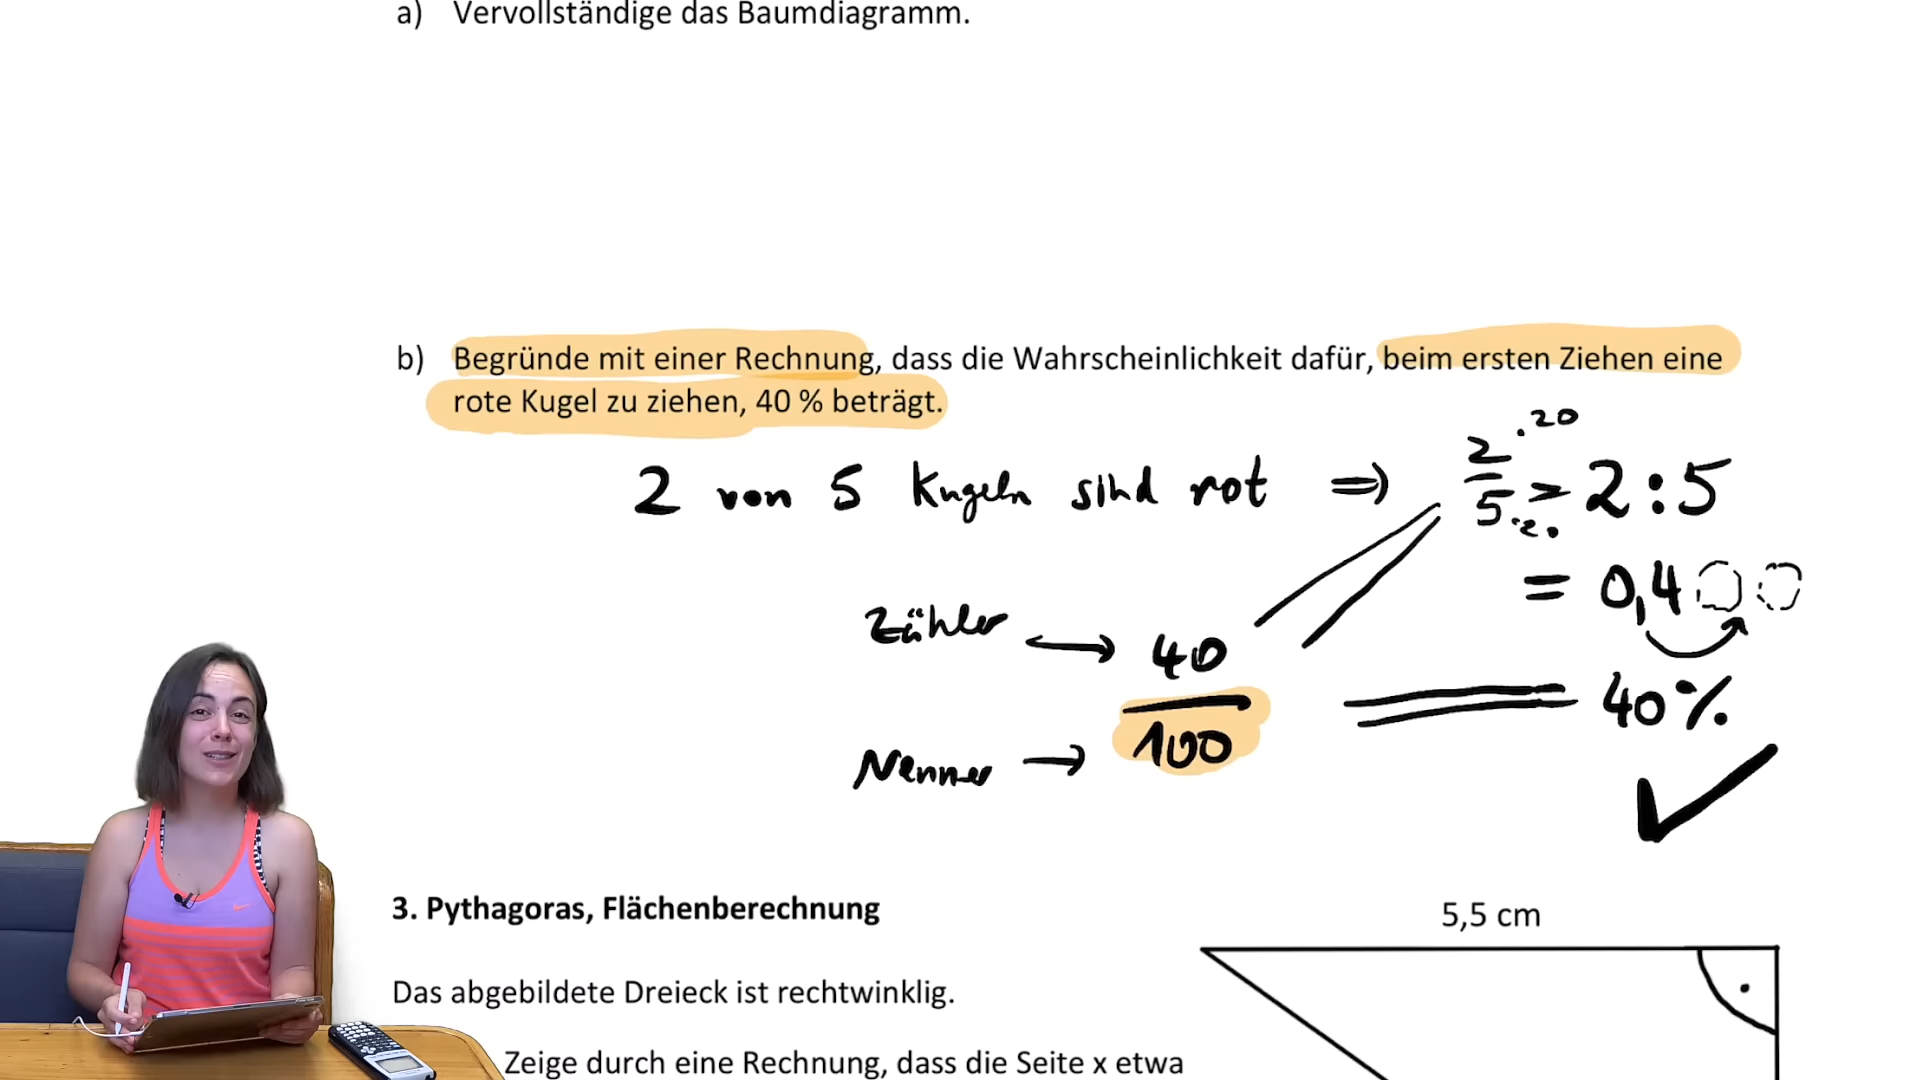 a) Vervollständige das Baumdiagramm.
b) Begründe mit einer Rechnung, dass die Wahrscheinlichkeit dafür, beim ersten Ziehen eine
rote Kugel zu ziehen, 40 % beträgt.
2 von 5 Kugeln sind rot ⇒ 2/5 ·20 ·20 = 2:5
= 0,4
Zähler → 40
40%
Nenner → 100
3. Pythagoras, Flächenberechnung
5,5 cm
Das abgebildete Dreieck ist rechtwinklig.
Zeige durch eine Rechnung, dass die Seite x etwa